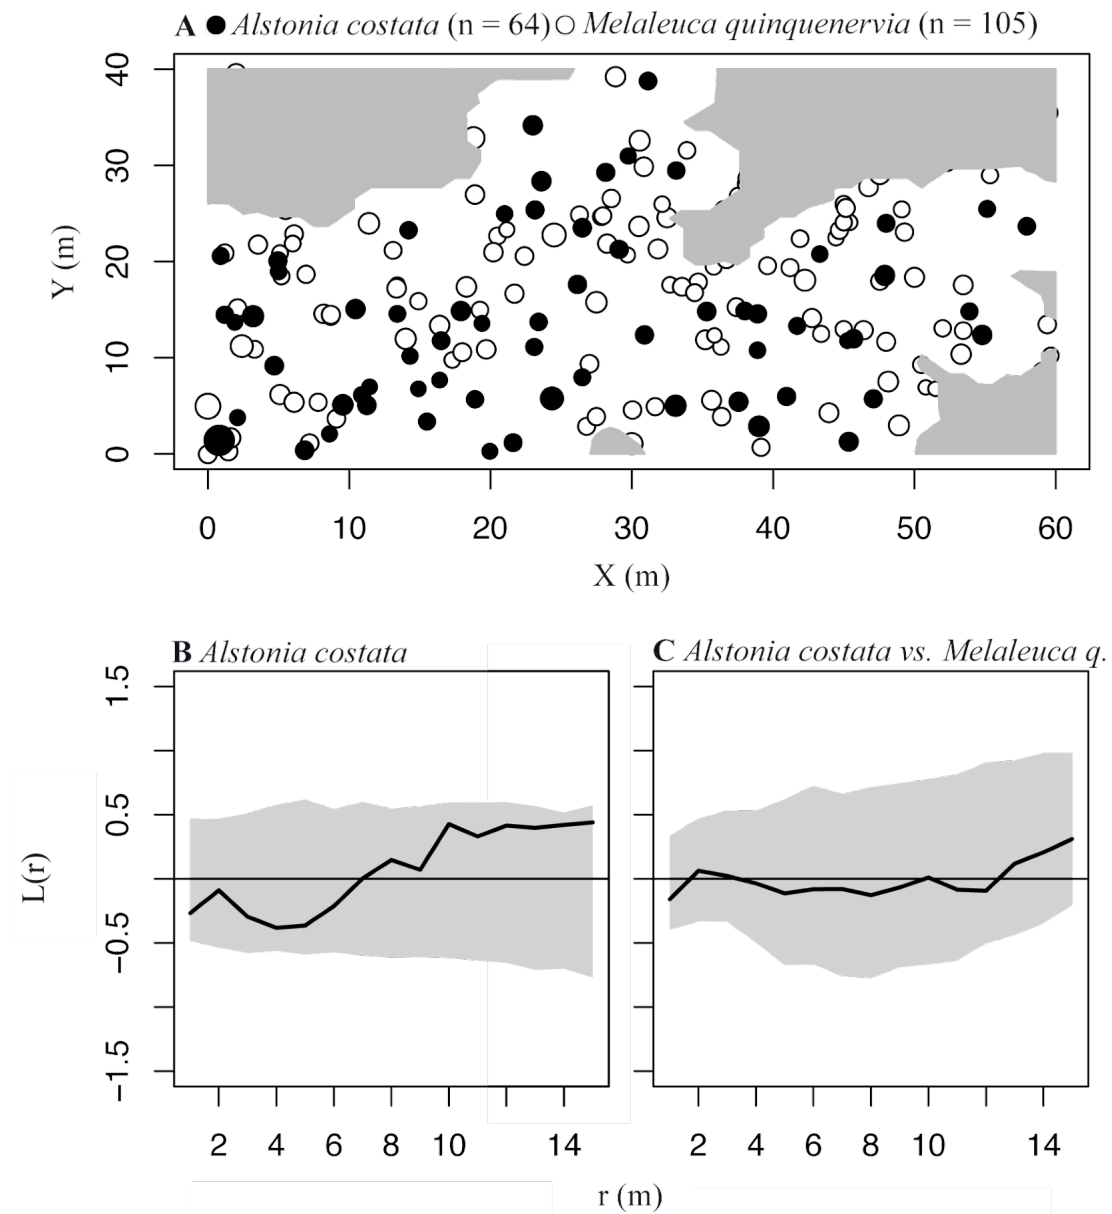 A ● Alstonia costata (n = 64) ○ Melaleuca quinquenervia (n = 105)
40
30
20
10
0
Y (m)
0 10 20 30 40 50 60
X (m)
B Alstonia costata
C Alstonia costata vs. Melaleuca q.
1.5
0.5
−0.5
−1.5
L(r)
2 4 6 8 10 14
2 4 6 8 10 14
r (m)